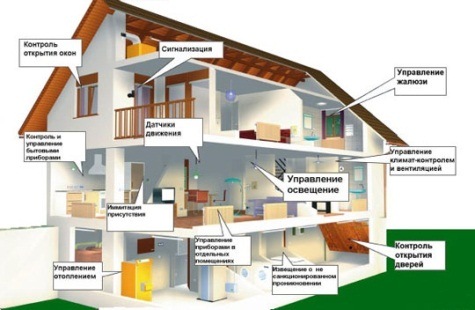 Контроль
открытия окон
Сигнализация
Управление
жалюзи
Датчики
движения
Контроль и
управление
бытовыми
приборами
Управление
климат-контролем
и вентиляцией
Управление
освещение
Имитация
присутствия
Управление
приборами в
отдельных
помещениях
Контроль
открытия
дверей
Управление
отоплением
Извещение о не
санкционированном
проникновении